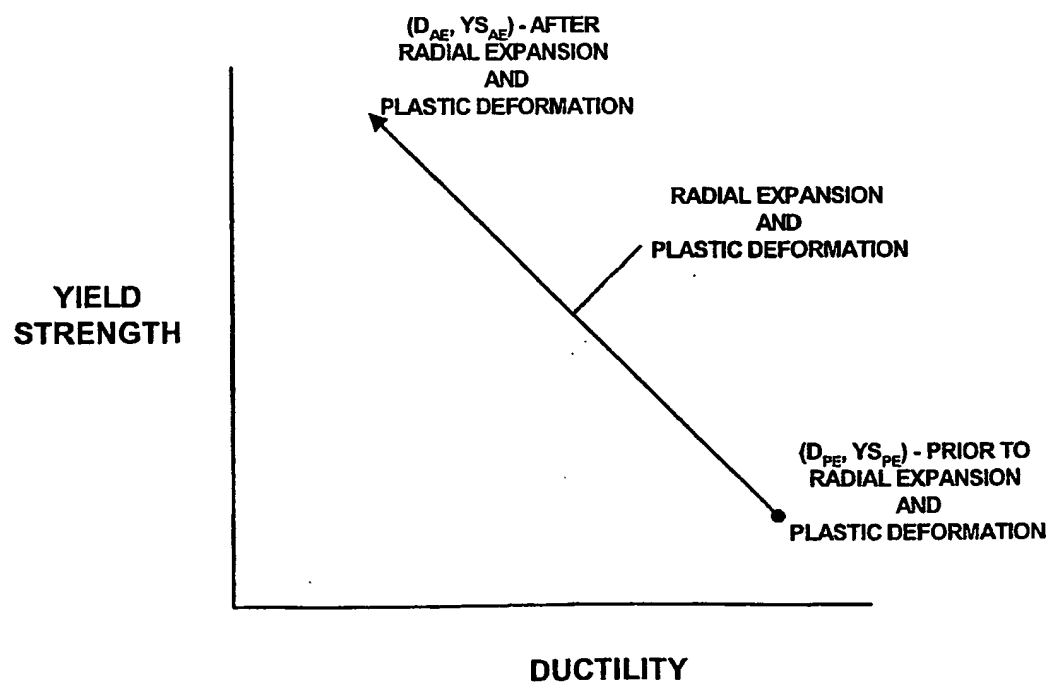 (D_AE, YS_AE) - AFTER
RADIAL EXPANSION
AND
PLASTIC DEFORMATION
RADIAL EXPANSION
AND
PLASTIC DEFORMATION
YIELD
STRENGTH
(D_PE, YS_PE) - PRIOR TO
RADIAL EXPANSION
AND
PLASTIC DEFORMATION
DUCTILITY